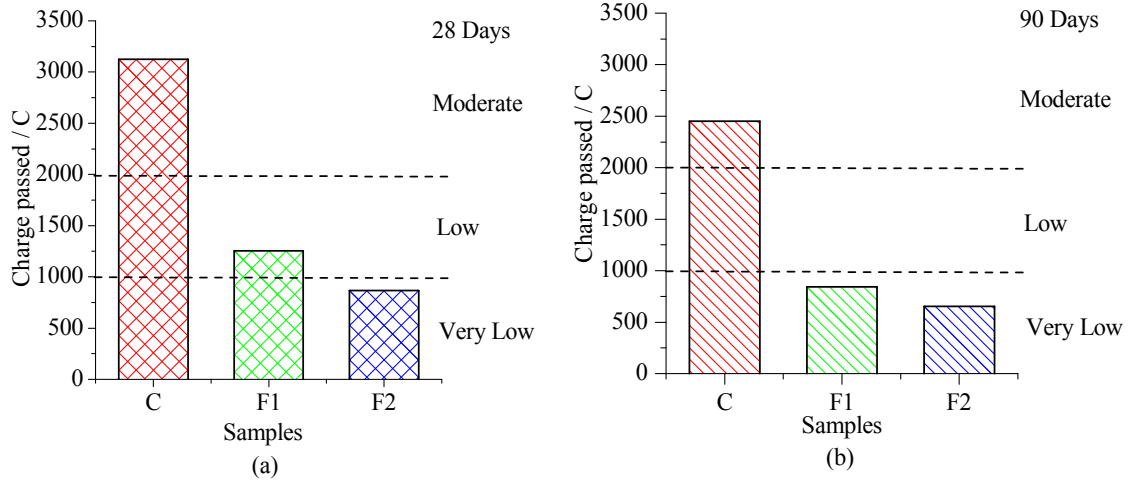 3500
3000
2500
2000
1500
1000
500
0
Charge passed / C
28 Days
Moderate
Low
Very Low
C F1 F2
Samples
(a)
3500
3000
2500
2000
1500
1000
500
0
Charge passed / C
90 Days
Moderate
Low
Very Low
C F1 F2
Samples
(b)